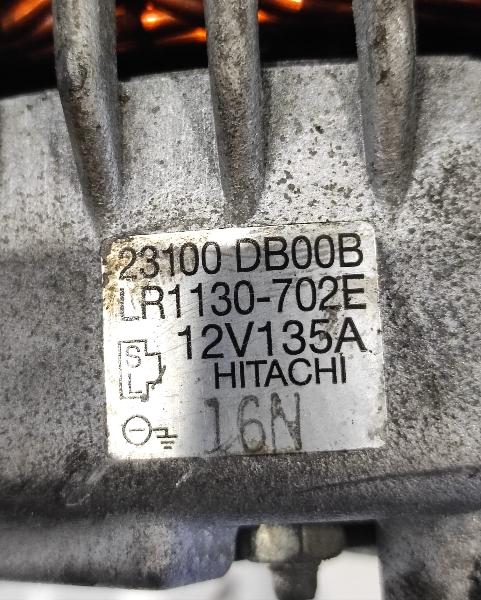 23100 DB00B
LR1130-702E
12V135A
S
L
HITACHI
16N